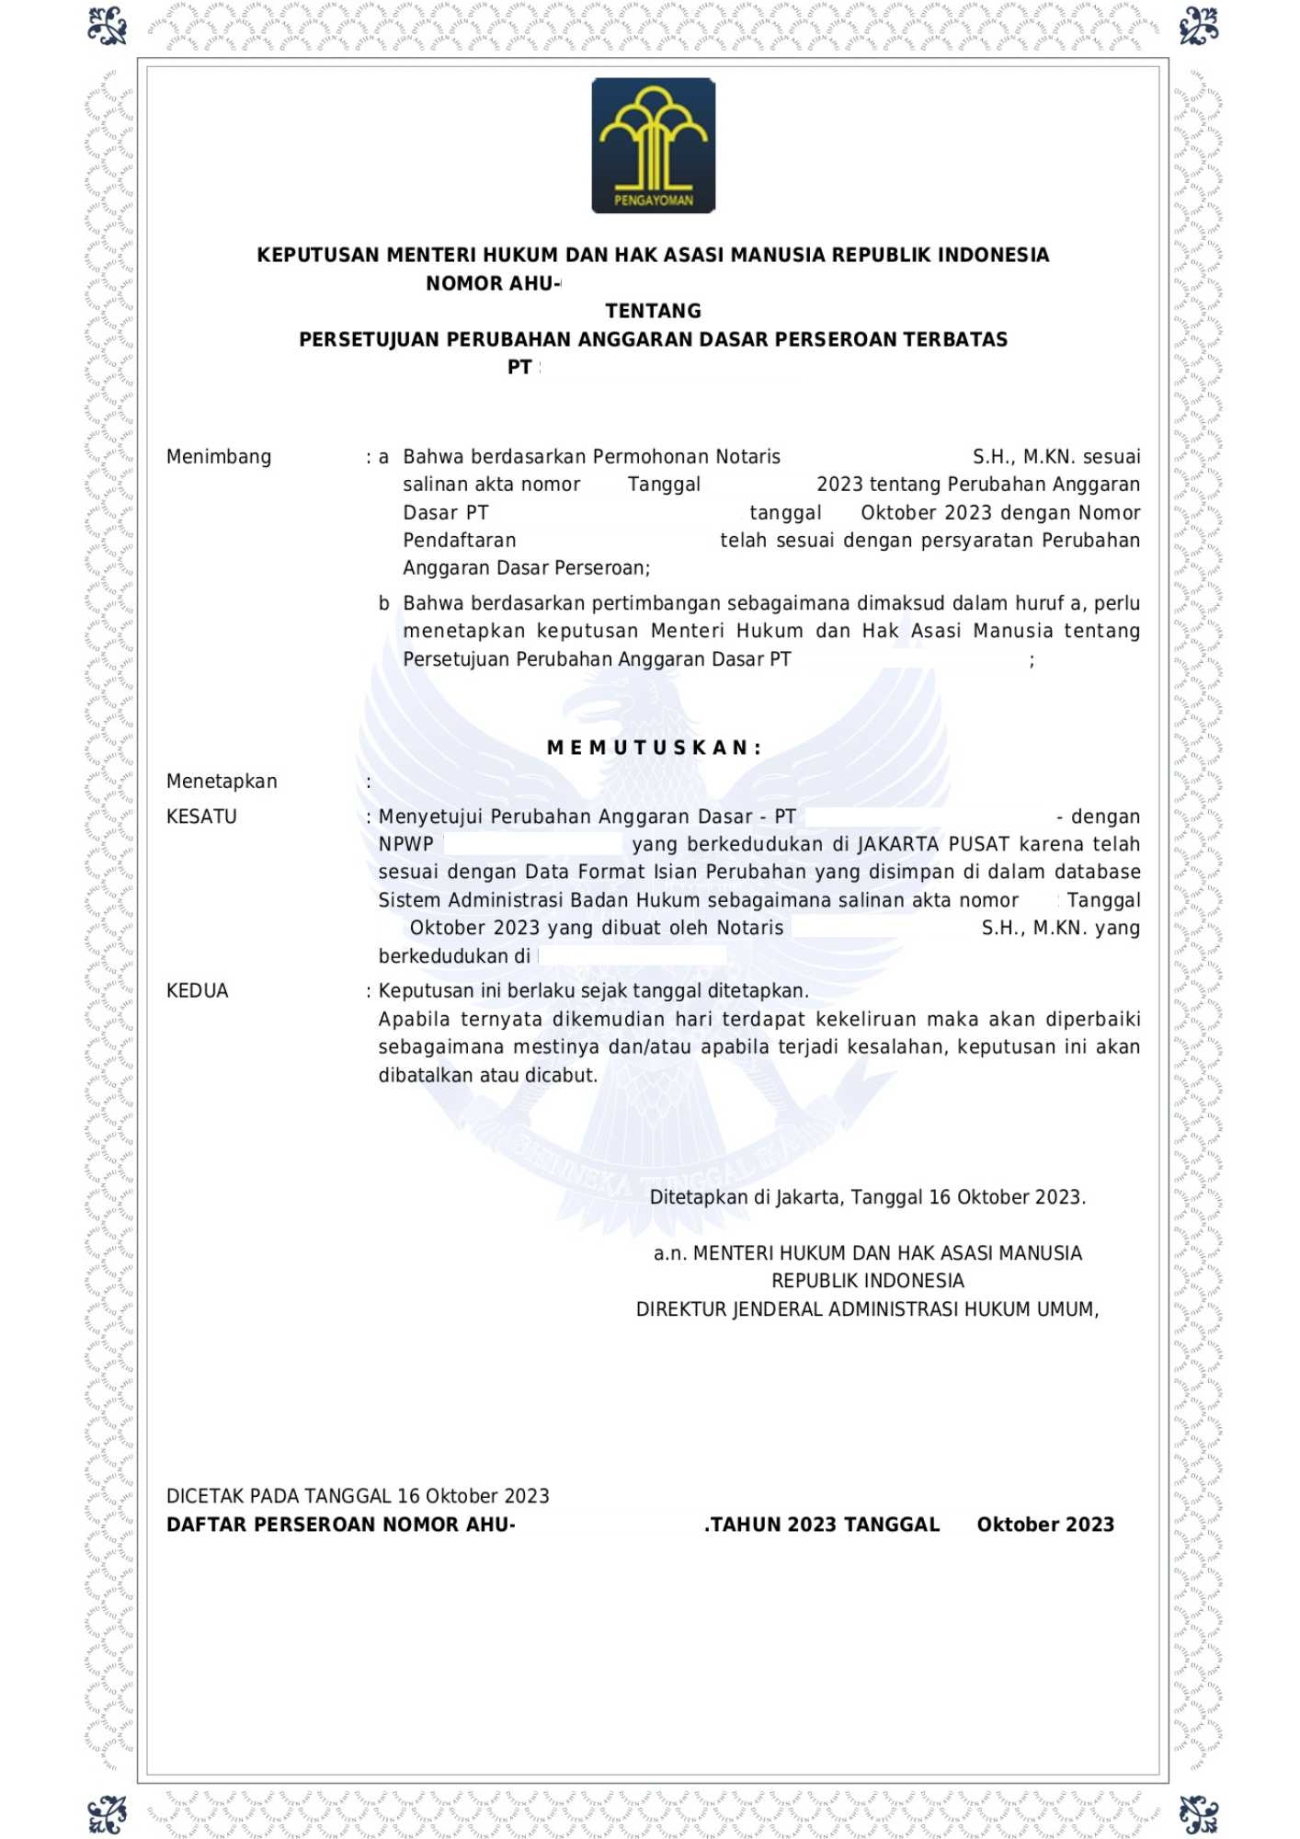 PENGAYOMAN
KEPUTUSAN MENTERI HUKUM DAN HAK ASASI MANUSIA REPUBLIK INDONESIA
NOMOR AHU-
TENTANG
PERSETUJUAN PERUBAHAN ANGGARAN DASAR PERSEROAN TERBATAS
PT
Menimbang : a Bahwa berdasarkan Permohonan Notaris S.H., M.KN. sesuai
salinan akta nomor Tanggal 2023 tentang Perubahan Anggaran
Dasar PT tanggal Oktober 2023 dengan Nomor
Pendaftaran telah sesuai dengan persyaratan Perubahan
Anggaran Dasar Perseroan;
b Bahwa berdasarkan pertimbangan sebagaimana dimaksud dalam huruf a, perlu
menetapkan keputusan Menteri Hukum dan Hak Asasi Manusia tentang
Persetujuan Perubahan Anggaran Dasar PT ;
MEMUTUSKAN:
Menetapkan :
KESATU : Menyetujui Perubahan Anggaran Dasar - PT - dengan
NPWP yang berkedudukan di JAKARTA PUSAT karena telah
sesuai dengan Data Format Isian Perubahan yang disimpan di dalam database
Sistem Administrasi Badan Hukum sebagaimana salinan akta nomor Tanggal
Oktober 2023 yang dibuat oleh Notaris S.H., M.KN. yang
berkedudukan di
KEDUA : Keputusan ini berlaku sejak tanggal ditetapkan.
Apabila ternyata dikemudian hari terdapat kekeliruan maka akan diperbaiki
sebagaimana mestinya dan/atau apabila terjadi kesalahan, keputusan ini akan
dibatalkan atau dicabut.
BHINNEKA TUNGGAL IKA
Ditetapkan di Jakarta, Tanggal 16 Oktober 2023.
a.n. MENTERI HUKUM DAN HAK ASASI MANUSIA
REPUBLIK INDONESIA
DIREKTUR JENDERAL ADMINISTRASI HUKUM UMUM,
DICETAK PADA TANGGAL 16 Oktober 2023
DAFTAR PERSEROAN NOMOR AHU- .TAHUN 2023 TANGGAL Oktober 2023